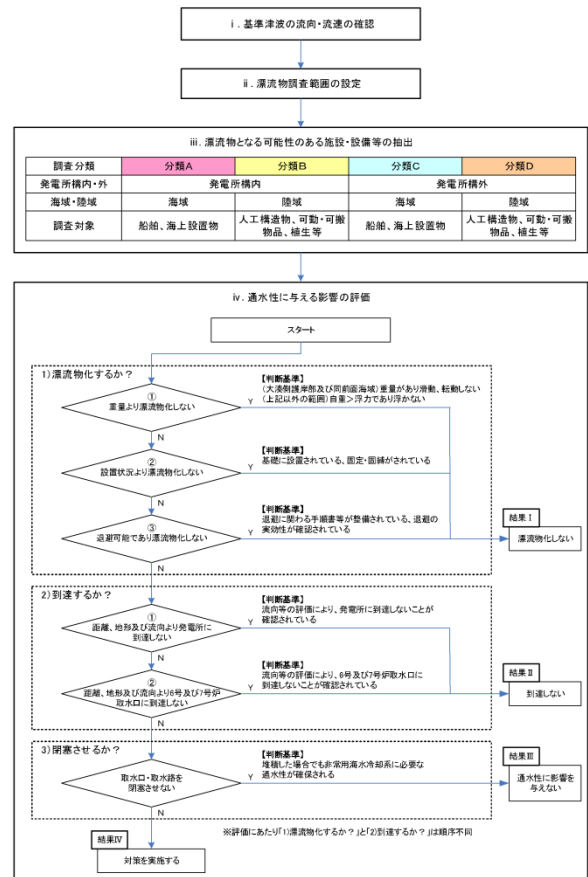 ⅰ．基準津波の流向・流速の確認
ⅱ．漂流物調査範囲の設定
ⅲ．漂流物となる可能性のある施設・設備等の抽出
調査分類 分類A 分類B 分類C 分類D
発電所構内・外 発電所構内 発電所構外
海域・陸域 海域 陸域 海域 陸域
調査対象 船舶、海上設置物 人工構造物、可動・可搬 船舶、海上設置物 人工構造物、可動・可搬
物品、植生等 物品、植生等
ⅳ．通水性に与える影響の評価
スタート
1)漂流物化するか？
【判断基準】
(大湊側護岸部及び同前面海域)重量があり滑動、転動しない
(上記以外の範囲)自重＞浮力であり浮かない
①
重量より漂流物化しない
Y
N
【判断基準】
基礎に設置されている、固定・固縛がされている
②
設置状況より漂流物化しない
Y
N
【判断基準】
退避に関わる手順書等が整備されている、退避の
実効性が確認されている
③
退避可能であり漂流物化しない
Y
結果Ⅰ
漂流物化しない
N
2)到達するか？
【判断基準】
流向等の評価により、発電所に到達しないことが
確認されている
①
距離、地形及び流向より発電所に
到達しない
Y
N
【判断基準】
流向等の評価により、6号及び7号炉取水口に
到達しないことが確認されている
②
距離、地形及び流向より6号及び7号炉
取水口に到達しない
Y
結果Ⅱ
到達しない
N
3)閉塞させるか？
【判断基準】
堆積した場合でも非常用海水冷却系に必要な
通水性が確保される
取水口・取水路を
閉塞させない
Y
結果Ⅲ
通水性に影響を
与えない
N
※評価にあたり「1)漂流物化するか？」と「2)到達するか？」は順序不同
結果Ⅳ
対策を実施する